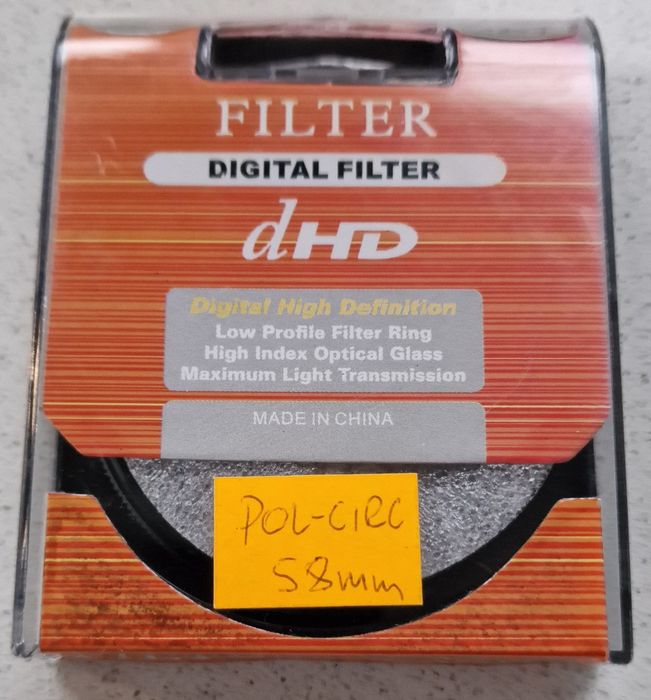 FILTER
DIGITAL FILTER
dHD
Digital High Definition
Low Profile Filter Ring
High Index Optical Glass
Maximum Light Transmission
MADE IN CHINA
POL-CIRC
58mm